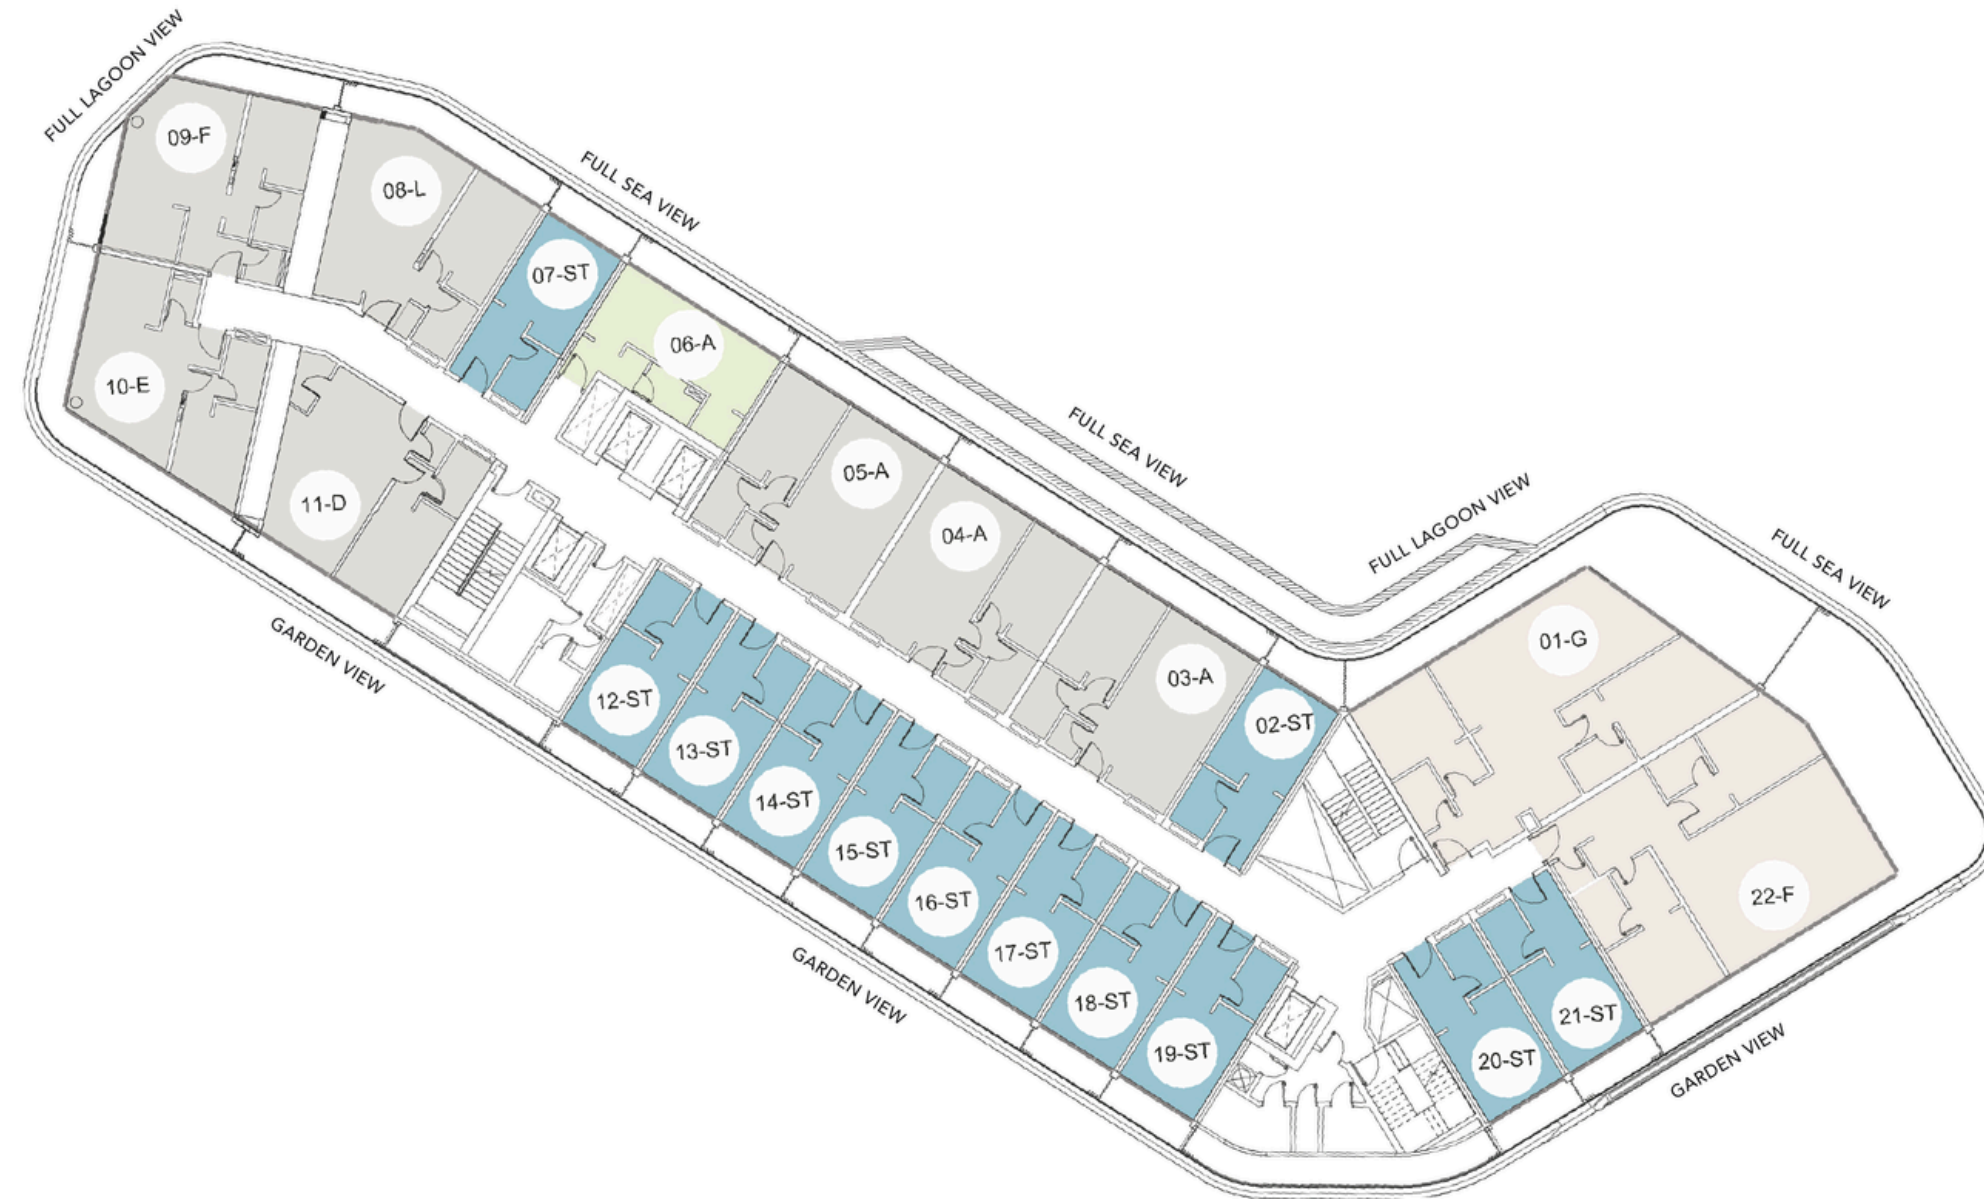 FULL LAGOON VIEW
09-F
08-L
FULL SEA VIEW
07-ST
06-A
10-E
11-D
05-A
04-A
FULL SEA VIEW
FULL LAGOON VIEW
FULL SEA VIEW
01-G
03-A
02-ST
GARDEN VIEW
12-ST
13-ST
14-ST
15-ST
16-ST
17-ST
18-ST
19-ST
GARDEN VIEW
20-ST
21-ST
22-F
GARDEN VIEW